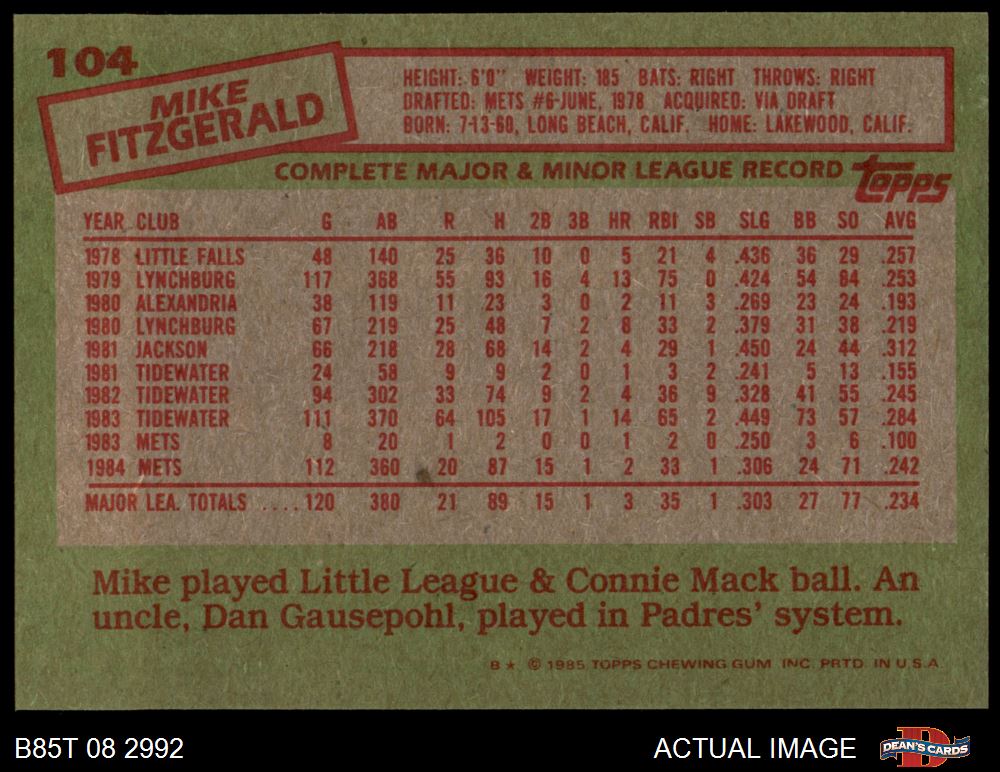 104
MIKE
FITZGERALD
HEIGHT: 6'0" WEIGHT: 185 BATS: RIGHT THROWS: RIGHT
DRAFTED: METS #6-JUNE, 1978 ACQUIRED: VIA DRAFT
BORN: 7-13-60, LONG BEACH, CALIF. HOME: LAKEWOOD, CALIF.
COMPLETE MAJOR & MINOR LEAGUE RECORD topps
YEAR CLUB G AB R H 2B 3B HR RBI SB SLG BB SO AVG
1978 LITTLE FALLS 48 140 25 36 10 0 5 21 4 .436 36 29 .257
1979 LYNCHBURG 117 368 55 93 16 4 13 75 0 .424 54 84 .253
1980 ALEXANDRIA 38 119 11 23 3 0 2 11 3 .269 23 24 .193
1980 LYNCHBURG 67 219 25 48 7 2 8 33 2 .379 31 38 .219
1981 JACKSON 66 218 28 68 14 2 4 29 1 .450 24 44 .312
1981 TIDEWATER 24 58 9 9 2 0 1 3 2 .241 5 13 .155
1982 TIDEWATER 94 302 33 74 9 2 4 36 9 .328 41 55 .245
1983 TIDEWATER 111 370 64 105 17 1 14 65 2 .449 73 57 .284
1983 METS 8 20 1 2 0 0 1 2 0 .250 3 6 .100
1984 METS 112 360 20 87 15 1 2 33 1 .306 24 71 .242
MAJOR LEA. TOTALS .... 120 380 21 89 15 1 3 35 1 .303 27 77 .234
Mike played Little League & Connie Mack ball. An
uncle, Dan Gausepohl, played in Padres' system.
B★ © 1985 TOPPS CHEWING GUM, INC. PRTD. IN U.S.A.
B85T 08 2992 ACTUAL IMAGE D DEAN'S CARDS